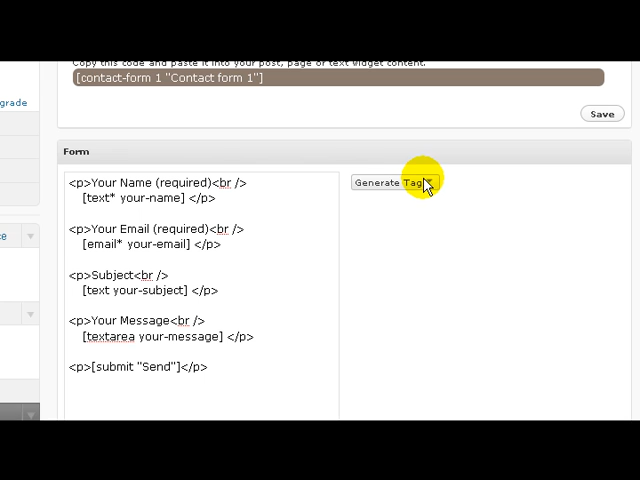 Copy this code and paste it into your post, page or text widget content.
[contact-form 1 "Contact form 1"]
grade
Save
Form
<p>Your Name (required)<br />
[text* your-name] </p>
Generate Tag
<p>Your Email (required)<br />
[email* your-email] </p>
<p>Subject<br />
[text your-subject] </p>
<p>Your Message<br />
[textarea your-message] </p>
<p>[submit "Send"]</p>